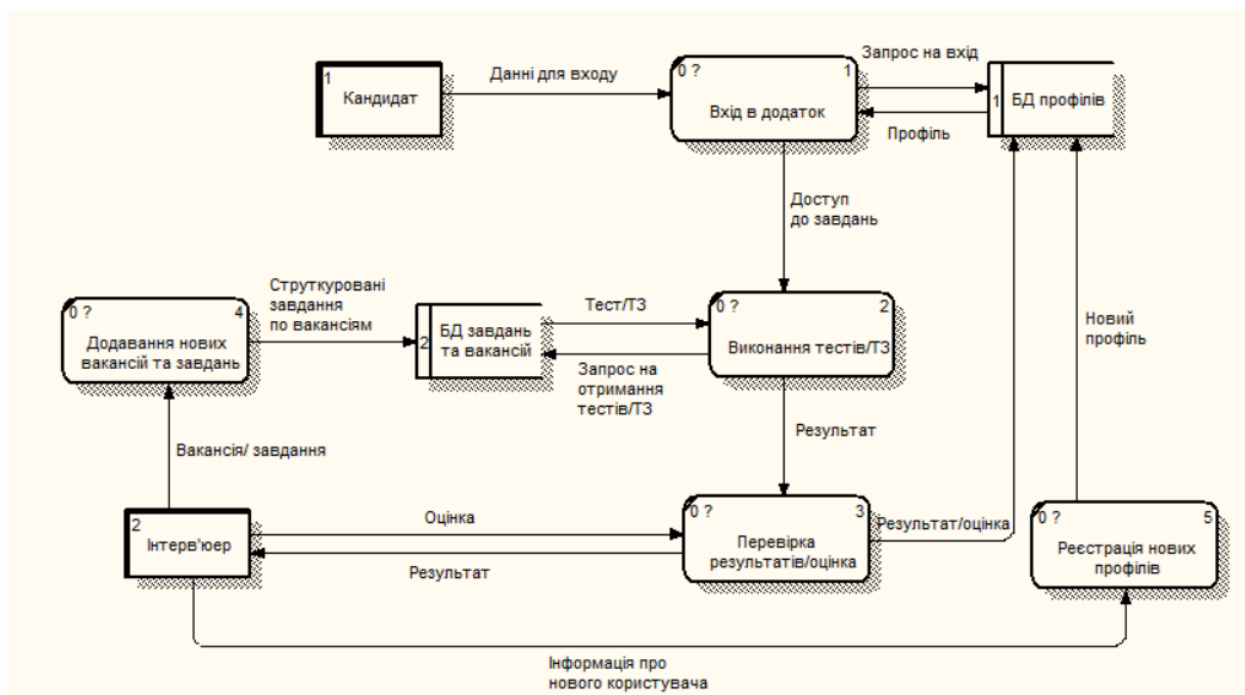 1
Кандидат
Данні для входу
0 ?
1
Вхід в додаток
Запрос на вхід
Профіль
1
БД профілів
Доступ
до завдань
Струткуровані
завдання
по вакансіям
0 ?
4
Додавання нових
вакансій та завдань
2
БД завдань
та вакансій
Тест/ТЗ
Запрос на
отримання
тестів/ТЗ
0 ?
2
Виконання тестів/ТЗ
Новий
профіль
Результат
Вакансія/ завдання
2
Інтерв'юер
Оцінка
Результат
0 ?
3
Перевірка
результатів/оцінка
Результат/оцінка
0 ?
5
Реєстрація нових
профілів
Інформація про
нового користувача